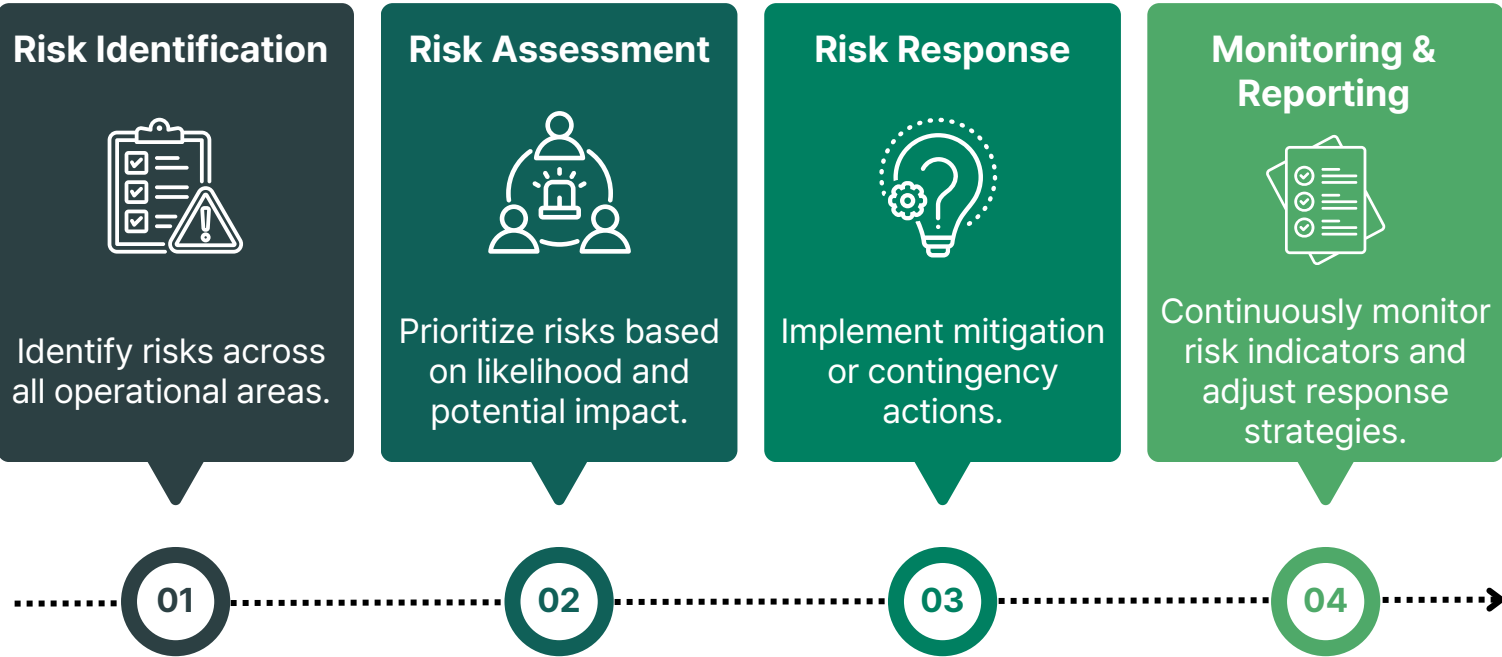 Risk Identification
Identify risks across
all operational areas.
Risk Assessment
Prioritize risks based
on likelihood and
potential impact.
Risk Response
Implement mitigation
or contingency
actions.
Monitoring &
Reporting
Continuously monitor
risk indicators and
adjust response
strategies.
01
02
03
04